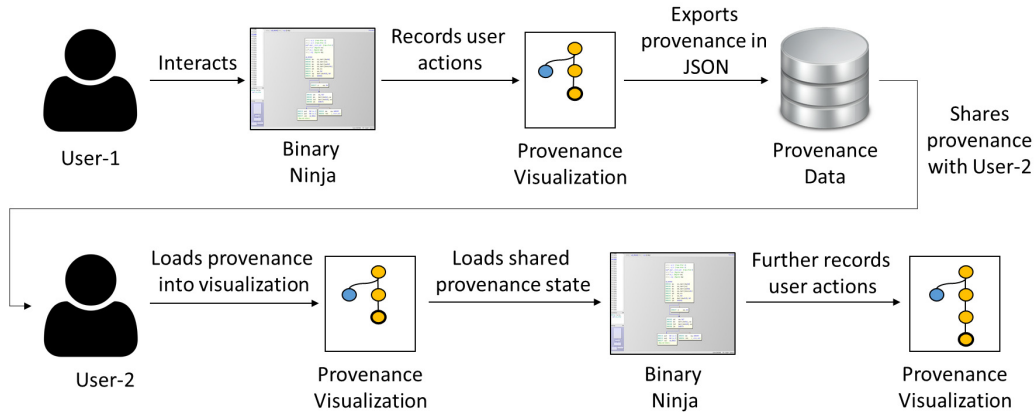 Interacts
Records user
actions
Exports
provenance in
JSON
User-1
Binary
Ninja
Provenance
Visualization
Provenance
Data
Shares
provenance
with User-2
Loads provenance
into visualization
Loads shared
provenance state
Further records
user actions
User-2
Provenance
Visualization
Binary
Ninja
Provenance
Visualization